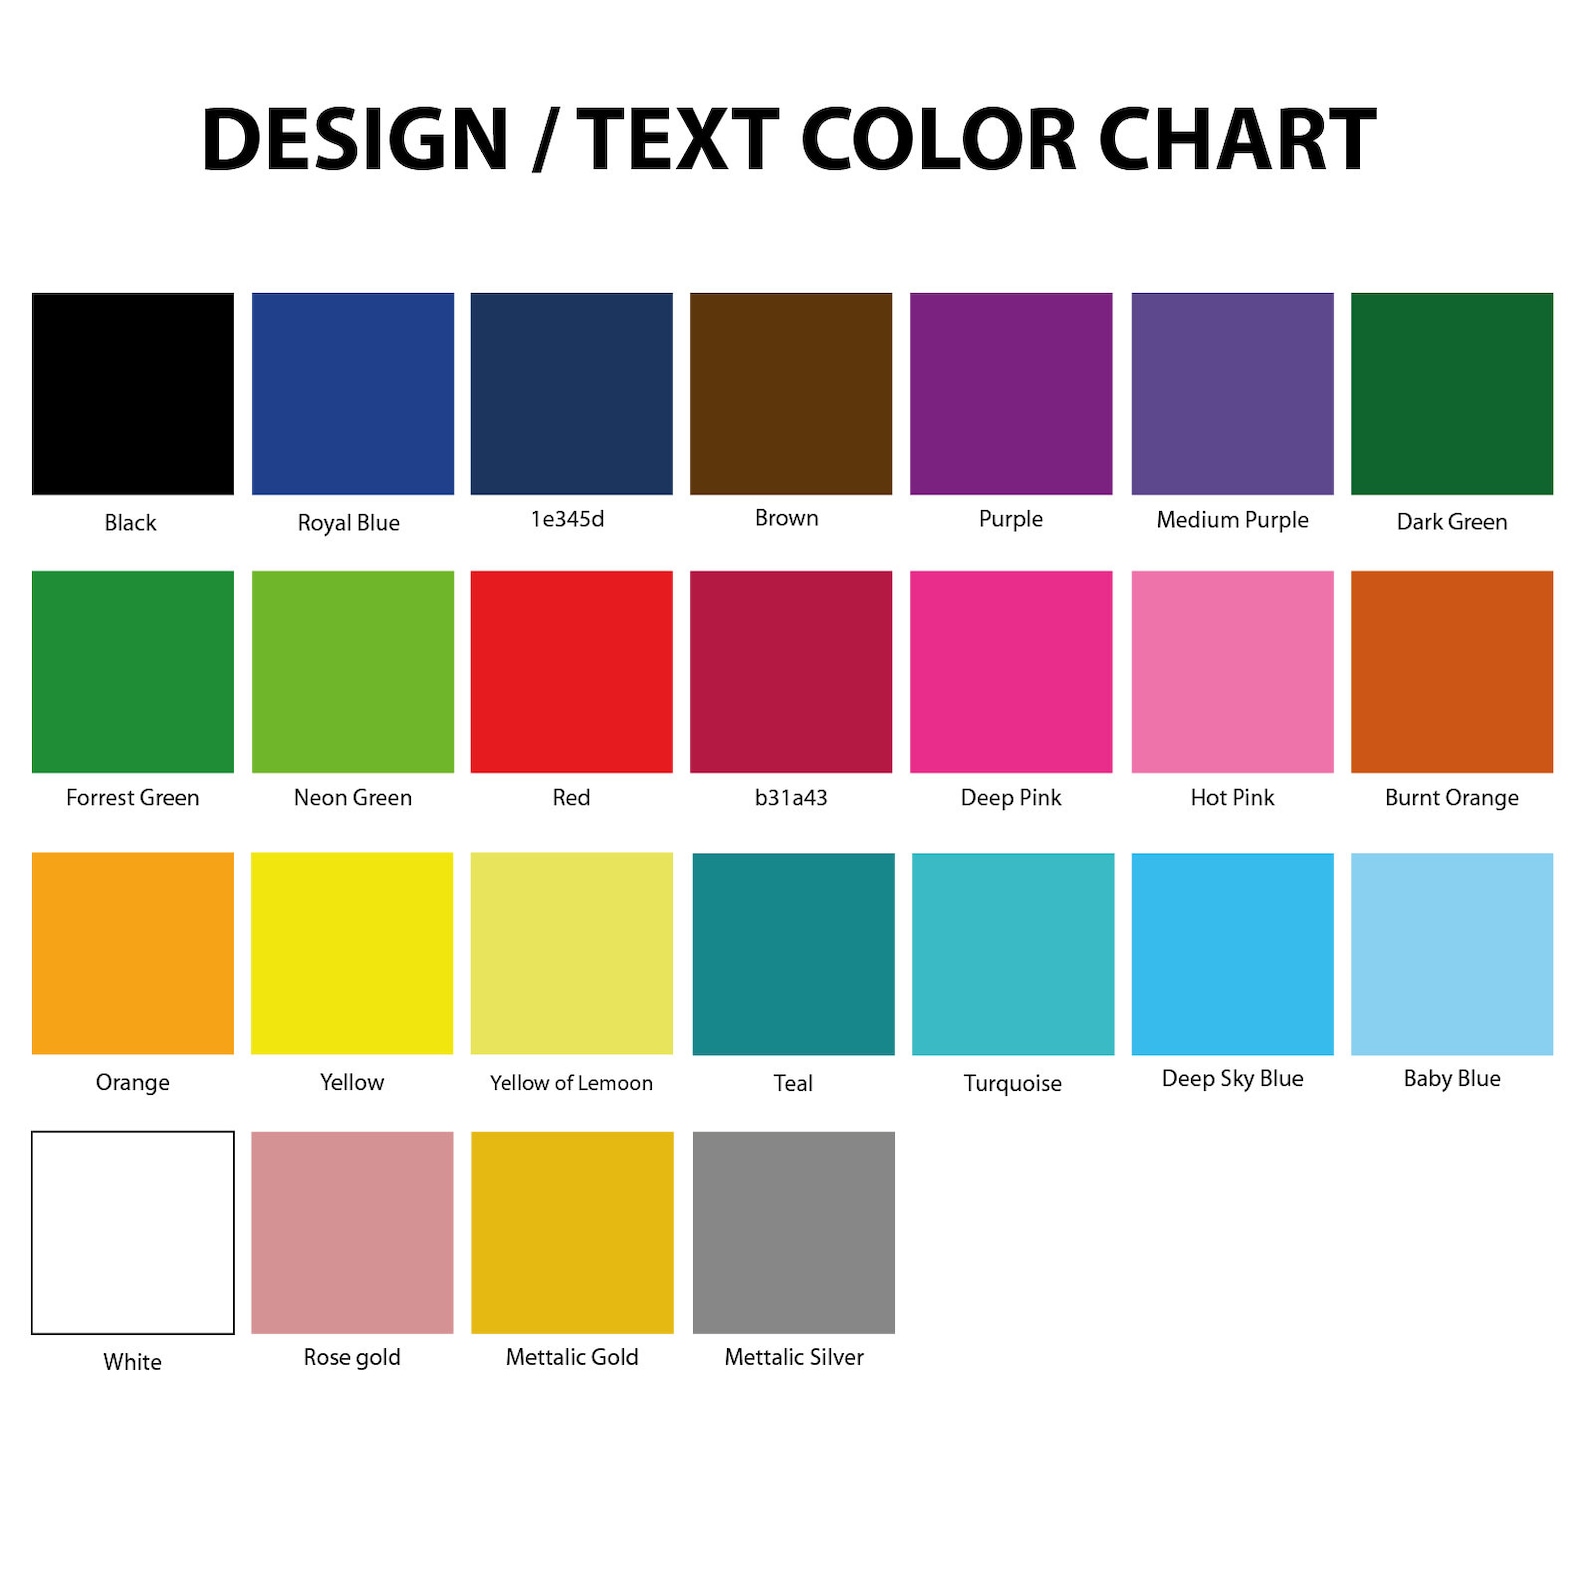 DESIGN / TEXT COLOR CHART
Black
Royal Blue
1e345d
Brown
Purple
Medium Purple
Dark Green
Forrest Green
Neon Green
Red
b31a43
Deep Pink
Hot Pink
Burnt Orange
Orange
Yellow
Yellow of Lemoon
Teal
Turquoise
Deep Sky Blue
Baby Blue
White
Rose gold
Mettalic Gold
Mettalic Silver